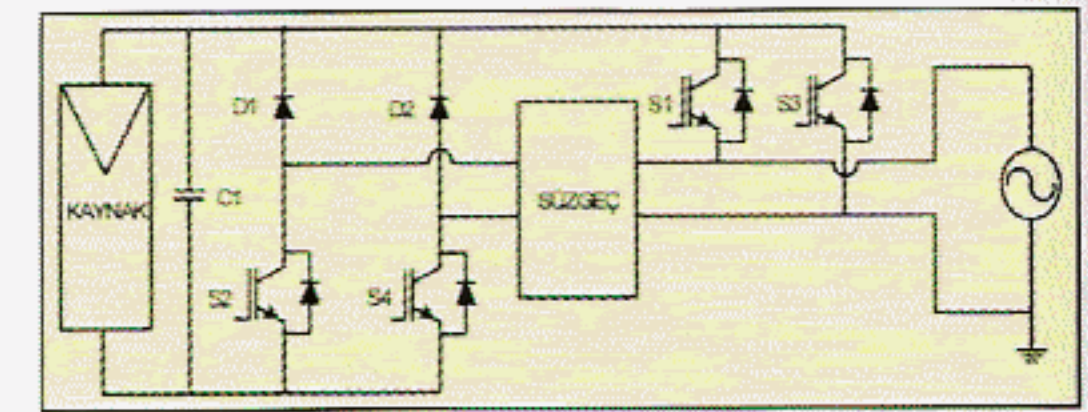 D1
D2
S1
S3
KAYNAK
C1
SÜZGEÇ
S2
S4